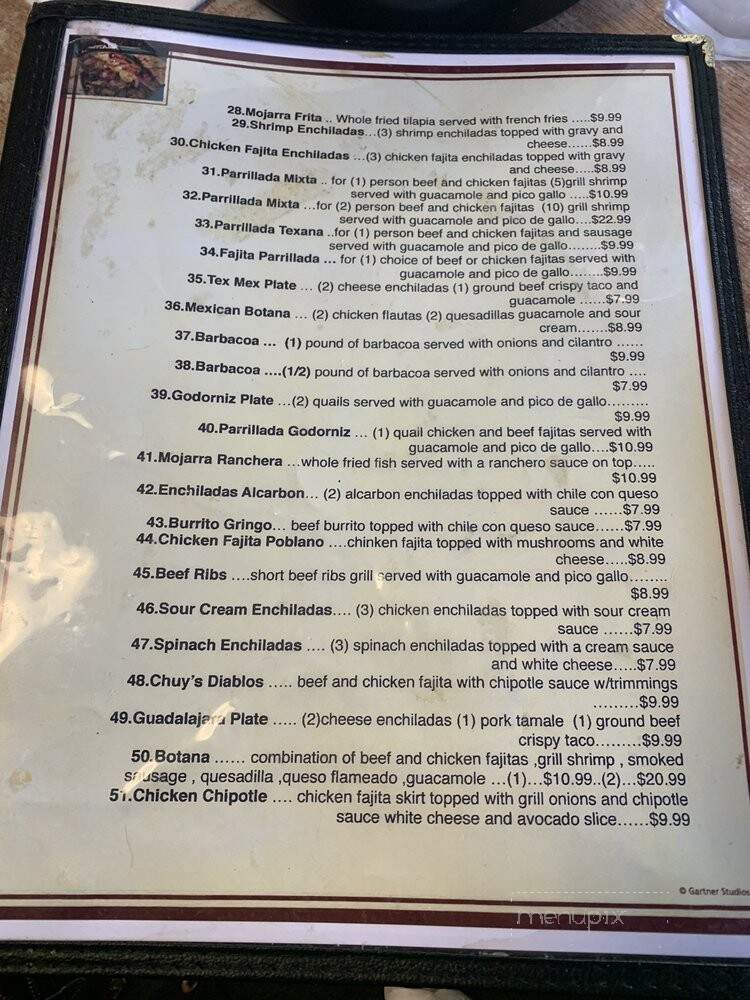 28.Mojarra Frita .. Whole fried tilapia served with french fries .....$9.99
29.Shrimp Enchiladas...(3) shrimp enchiladas topped with gravy and
cheese......$8.99
30.Chicken Fajita Enchiladas ...(3) chicken fajita enchiladas topped with gravy
and cheese.....$8.99
31.Parrillada Mixta .. for (1) person beef and chicken fajitas (5)grill shrimp
served with guacamole and pico gallo .....$10.99
32.Parrillada Mixta ...for (2) person beef and chicken fajitas (10) grill shrimp
served with guacamole and pico de gallo....$22.99
33.Parrillada Texana ..for (1) person beef and chicken fajitas and sausage
served with guacamole and pico de gallo........$9.99
34.Fajita Parrillada ... for (1) choice of beef or chicken fajitas served with
guacamole and pico de gallo........$9.99
35.Tex Mex Plate ... (2) cheese enchiladas (1) ground beef crispy taco and
guacamole ......$7.99
36.Mexican Botana ... (2) chicken flautas (2) quesadillas guacamole and sour
cream.......$8.99
37.Barbacoa ... (1) pound of barbacoa served with onions and cilantro ......
$9.99
38.Barbacoa ....(1/2) pound of barbacoa served with onions and cilantro ....
$7.99
39.Godorniz Plate ...(2) quails served with guacamole and pico de gallo.........
$9.99
40.Parrillada Godorniz ... (1) quail chicken and beef fajitas served with
guacamole and pico de gallo....$10.99
41.Mojarra Ranchera ...whole fried fish served with a ranchero sauce on top.....
$10.99
42.Enchiladas Alcarbon... (2) alcarbon enchiladas topped with chile con queso
sauce ......$7.99
43.Burrito Gringo... beef burrito topped with chile con queso sauce......$7.99
44.Chicken Fajita Poblano ....chinken fajita topped with mushrooms and white
cheese.....$8.99
45.Beef Ribs ....short beef ribs grill served with guacamole and pico gallo........
$8.99
46.Sour Cream Enchiladas.... (3) chicken enchiladas topped with sour cream
sauce ......$7.99
47.Spinach Enchiladas .... (3) spinach enchiladas topped with a cream sauce
and white cheese.....$7.99
48.Chuy's Diablos ..... beef and chicken fajita with chipotle sauce w/trimmings
.........$9.99
49.Guadalajara Plate ..... (2)cheese enchiladas (1) pork tamale (1) ground beef
crispy taco.........$9.99
50.Botana ...... combination of beef and chicken fajitas ,grill shrimp , smoked
sausage , quesadilla ,queso flameado ,guacamole ...(1)...$10.99..(2)...$20.99
51.Chicken Chipotle .... chicken fajita skirt topped with grill onions and chipotle
sauce white cheese and avocado slice......$9.99
© Gartner Studios
menupix